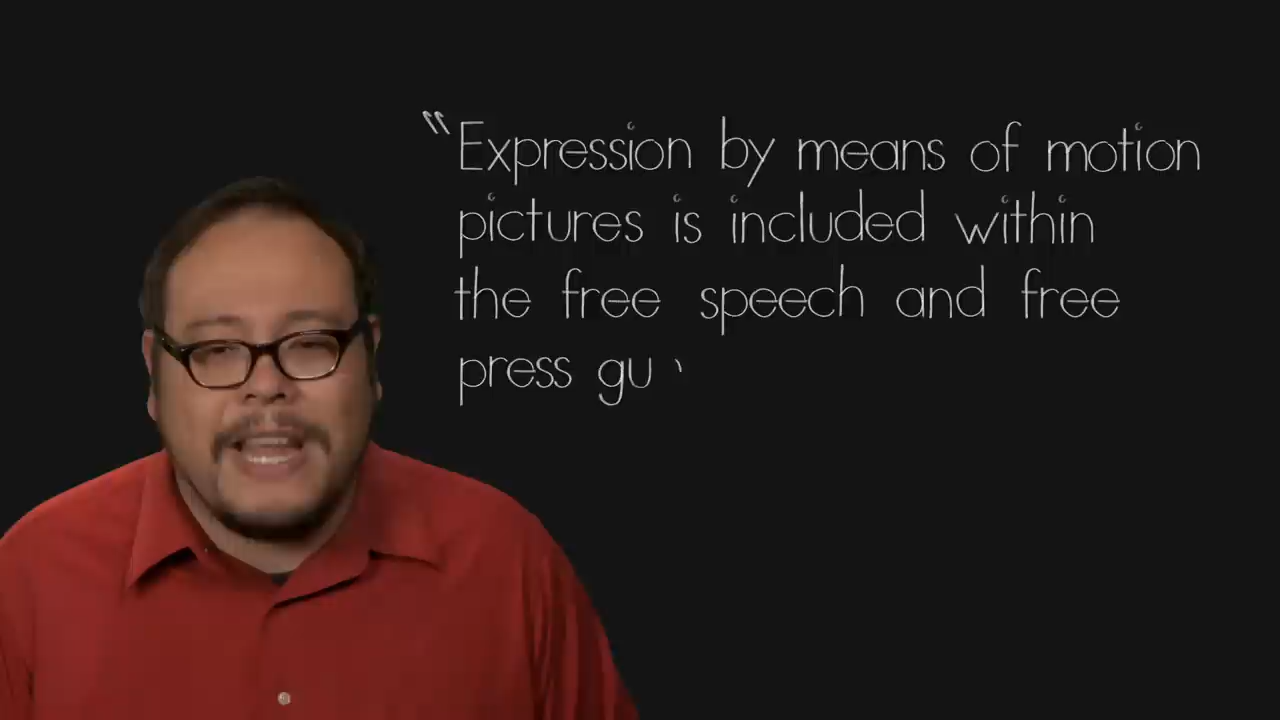 “Expression by means of motion
pictures is included within
the free speech and free
press gu